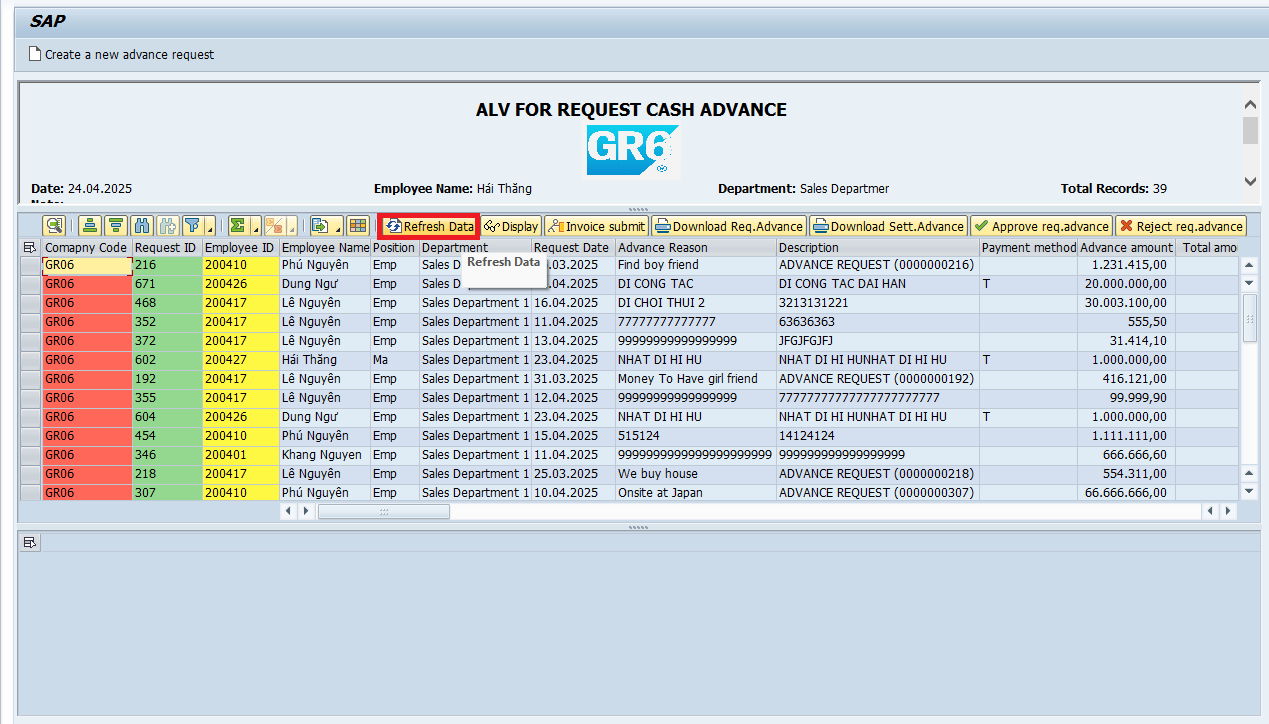 SAP
Create a new advance request
ALV FOR REQUEST CASH ADVANCE
GR6
Date: 24.04.2025 Employee Name: Hải Thăng Department: Sales Departmer Total Records: 39
Refresh Data Display Invoice submit Download Req.Advance Download Sett.Advance Approve req.advance Reject req.advance
Comapny Code Request ID Employee ID Employee Name Position Department Request Date Advance Reason Description Payment method Advance amount Total amo
GR06 216 200410 Phú Nguyên Emp Sales D .03.2025 Find boy friend ADVANCE REQUEST (0000000216) 1.231.415,00
Refresh Data
GR06 671 200426 Dung Ngư Emp Sales D .04.2025 DI CONG TAC DI CONG TAC DAI HAN T 20.000.000,00
GR06 468 200417 Lê Nguyên Emp Sales Department 1 16.04.2025 DI CHOI THUI 2 3213131221 30.003.100,00
GR06 352 200417 Lê Nguyên Emp Sales Department 1 11.04.2025 77777777777777 63636363 555,50
GR06 372 200417 Lê Nguyên Emp Sales Department 1 13.04.2025 99999999999999999 JFGJFGJFJ 31.414,10
GR06 602 200427 Hải Thăng Ma Sales Department 1 23.04.2025 NHAT DI HI HU NHAT DI HI HUNHAT DI HI HU T 1.000.000,00
GR06 192 200417 Lê Nguyên Emp Sales Department 1 31.03.2025 Money To Have girl friend ADVANCE REQUEST (0000000192) 416.121,00
GR06 355 200417 Lê Nguyên Emp Sales Department 1 12.04.2025 99999999999999999 77777777777777777777777 99.999,90
GR06 604 200426 Dung Ngư Emp Sales Department 1 23.04.2025 NHAT DI HI HU NHAT DI HI HUNHAT DI HI HU T 1.000.000,00
GR06 454 200410 Phú Nguyên Emp Sales Department 1 15.04.2025 515124 14124124 1.111.111,00
GR06 346 200401 Khang Nguyen Emp Sales Department 1 11.04.2025 9999999999999999999999 999999999999999999 666.666,60
GR06 218 200417 Lê Nguyên Emp Sales Department 1 25.03.2025 We buy house ADVANCE REQUEST (0000000218) 554.311,00
GR06 307 200410 Phú Nguyên Emp Sales Department 1 10.04.2025 Onsite at Japan ADVANCE REQUEST (0000000307) 66.666.666,00